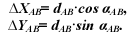 ΔX_AB = d_AB·cos α_AB,
ΔY_AB = d_AB·sin α_AB.